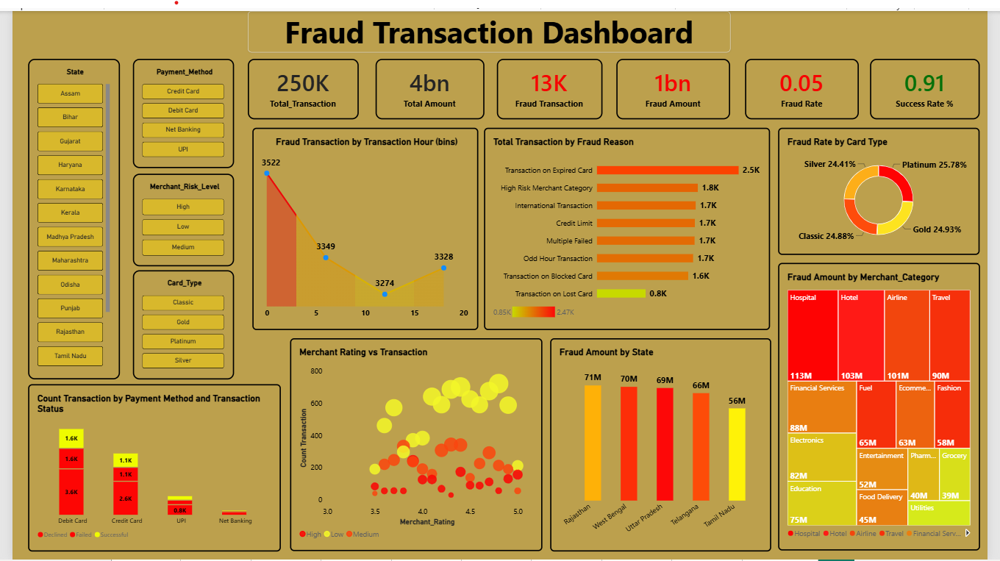 Fraud Transaction Dashboard
State
Assam
Bihar
Gujarat
Haryana
Karnataka
Kerala
Madhya Pradesh
Maharashtra
Odisha
Punjab
Rajasthan
Tamil Nadu
Payment_Method
Credit Card
Debit Card
Net Banking
UPI
Merchant_Risk_Level
High
Low
Medium
Card_Type
Classic
Gold
Platinum
Silver
250K
Total_Transaction
4bn
Total Amount
13K
Fraud Transaction
1bn
Fraud Amount
0.05
Fraud Rate
0.91
Success Rate %
Fraud Transaction by Transaction Hour (bins)
3522
3349
3274
3328
0 5 10 15 20
Total Transaction by Fraud Reason
Transaction on Expired Card 2.5K
High Risk Merchant Category 1.8K
International Transaction 1.7K
Credit Limit 1.7K
Multiple Failed 1.7K
Odd Hour Transaction 1.7K
Transaction on Blocked Card 1.6K
Transaction on Lost Card 0.8K
0.85K 2.47K
Fraud Rate by Card Type
Silver 24.41% Platinum 25.78%
Classic 24.88% Gold 24.93%
Count Transaction by Payment Method and Transaction
Status
1.6K
1.6K
3.6K
1.1K
1.1K
2.6K
0.8K
Debit Card Credit Card UPI Net Banking
Declined Failed Successful
Merchant Rating vs Transaction
Count Transaction
800
600
400
200
0
3.0 3.5 4.0 4.5 5.0
Merchant_Rating
High Low Medium
Fraud Amount by State
71M 70M 69M 66M 56M
Rajasthan West Bengal Uttar Pradesh Telangana Tamil Nadu
Fraud Amount by Merchant_Category
Hospital Hotel Airline Travel
113M 103M 101M 90M
Financial Services Fuel Ecomme... Fashion
88M
65M 63M 58M
Electronics
82M
Entertainment Pharm... Grocery
52M
40M 39M
Education
75M
Food Delivery
45M
Utilities
Hospital Hotel Airline Travel Financial Serv...